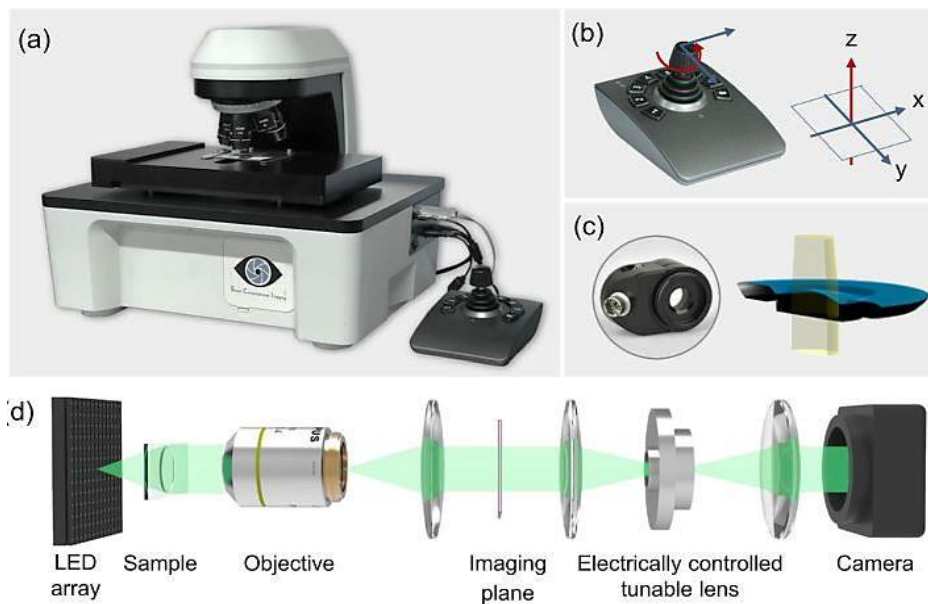 (a)
(b)
z
x
y
(c)
(d)
LED
array
Sample
Objective
Imaging
plane
Electrically controlled
tunable lens
Camera